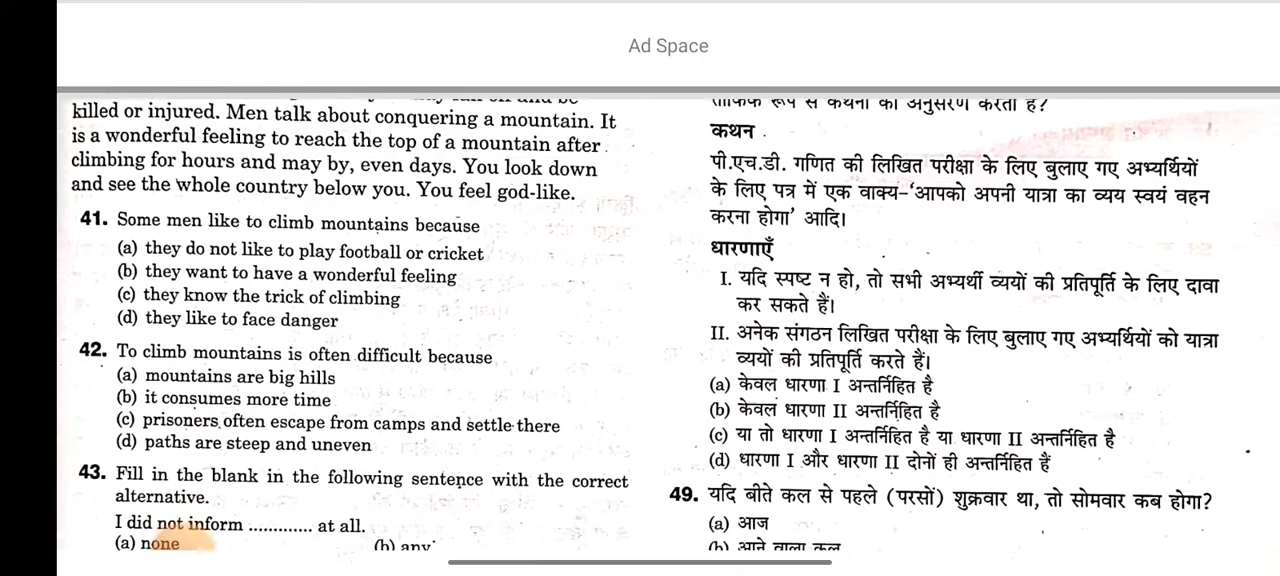 Ad Space
killed or injured. Men talk about conquering a mountain. It
is a wonderful feeling to reach the top of a mountain after
climbing for hours and may by, even days. You look down
and see the whole country below you. You feel god-like.
41. Some men like to climb mountains because
(a) they do not like to play football or cricket
(b) they want to have a wonderful feeling
(c) they know the trick of climbing
(d) they like to face danger
42. To climb mountains is often difficult because
(a) mountains are big hills
(b) it consumes more time
(c) prisoners often escape from camps and settle there
(d) paths are steep and uneven
43. Fill in the blank in the following sentence with the correct
alternative.
I did not inform ............. at all.
(a) none (b) any
रूप से कथनों का अनुसरण करता है?
कथन
पी.एच.डी. गणित की लिखित परीक्षा के लिए बुलाए गए अभ्यर्थियों
के लिए पत्र में एक वाक्य–‘आपको अपनी यात्रा का व्यय स्वयं वहन
करना होगा’ आदि।
धारणाएँ
I. यदि स्पष्ट न हो, तो सभी अभ्यर्थी व्ययों की प्रतिपूर्ति के लिए दावा
कर सकते हैं।
II. अनेक संगठन लिखित परीक्षा के लिए बुलाए गए अभ्यर्थियों को यात्रा
व्ययों की प्रतिपूर्ति करते हैं।
(a) केवल धारणा I अन्तर्निहित है
(b) केवल धारणा II अन्तर्निहित है
(c) या तो धारणा I अन्तर्निहित है या धारणा II अन्तर्निहित है
(d) धारणा I और धारणा II दोनों ही अन्तर्निहित हैं
49. यदि बीते कल से पहले (परसों) शुक्रवार था, तो सोमवार कब होगा?
(a) आज
(b) आने वाला कल